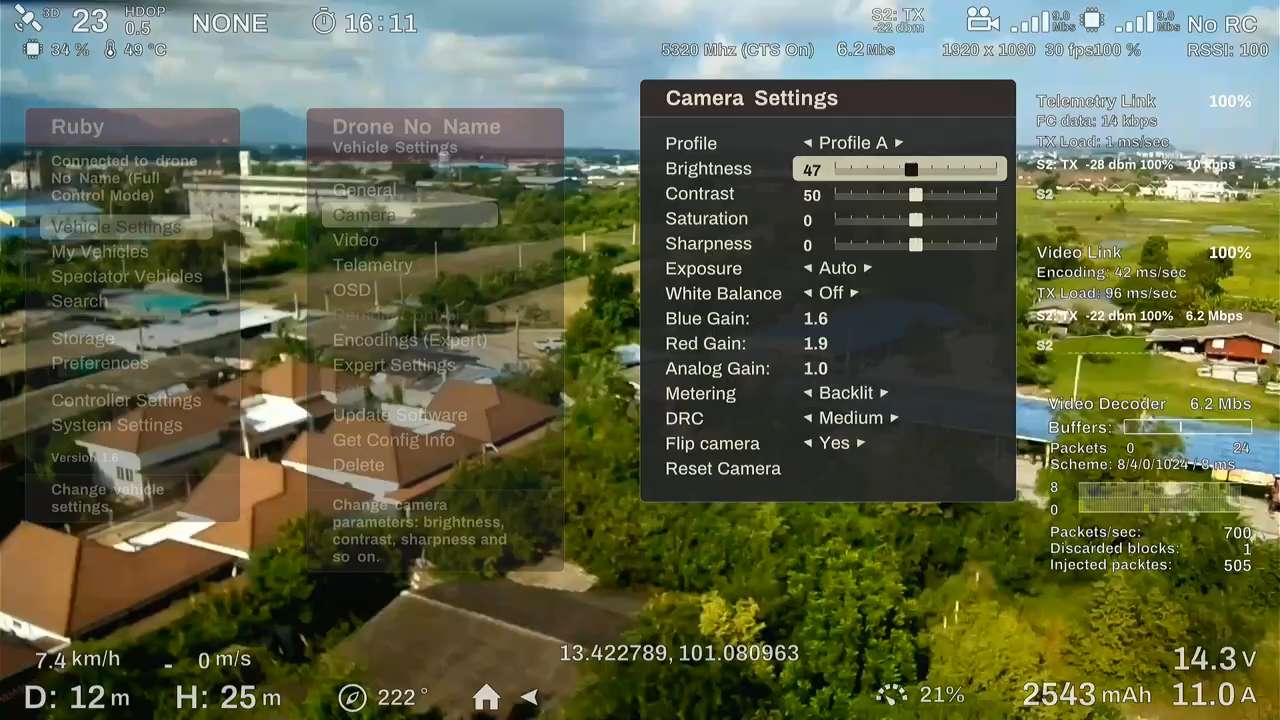 3D 23 HDOP 0.5 NONE 16:11 S2: TX -22 dbm 9.0 Mbs 9.0 Mbs No RC
34 % 49 °C 5320 Mhz (CTS On) 6.2 Mbs 1920 x 1080 30 fps 100 % RSSI: 100
Ruby
Connected to drone
No Name (Full
Control Mode)
Vehicle Settings
My Vehicles
Spectator Vehicles
Search
Storage
Preferences
Controller Settings
System Settings
Version 1.6
Change vehicle
settings.
Drone No Name
Vehicle Settings
General
Camera
Video
Telemetry
OSD
Encodings (Expert)
Expert Settings
Update Software
Get Config Info
Delete
Change camera
parameters: brightness,
contrast, sharpness and
so on.
Camera Settings
Profile Profile A
Brightness 47
Contrast 50
Saturation 0
Sharpness 0
Exposure Auto
White Balance Off
Blue Gain: 1.6
Red Gain: 1.9
Analog Gain: 1.0
Metering Backlit
DRC Medium
Flip camera Yes
Reset Camera
Telemetry Link 100%
FC data: 14 kbps
TX Load: 1 ms/sec
S2: TX -28 dbm 100% 10 kbps
S2
Video Link 100%
Encoding: 42 ms/sec
TX Load: 96 ms/sec
S2: TX -22 dbm 100% 6.2 Mbps
S2
Video Decoder 6.2 Mbs
Buffers:
Packets 0 24
Scheme: 8/4/0/1024 / 8 ms
8
0
Packets/sec: 700
Discarded blocks: 1
Injected packtes: 505
7.4 km/h - 0 m/s 13.422789, 101.080963 14.3 V
D: 12 m H: 25 m 222 ° 21% 2543 mAh 11.0 A